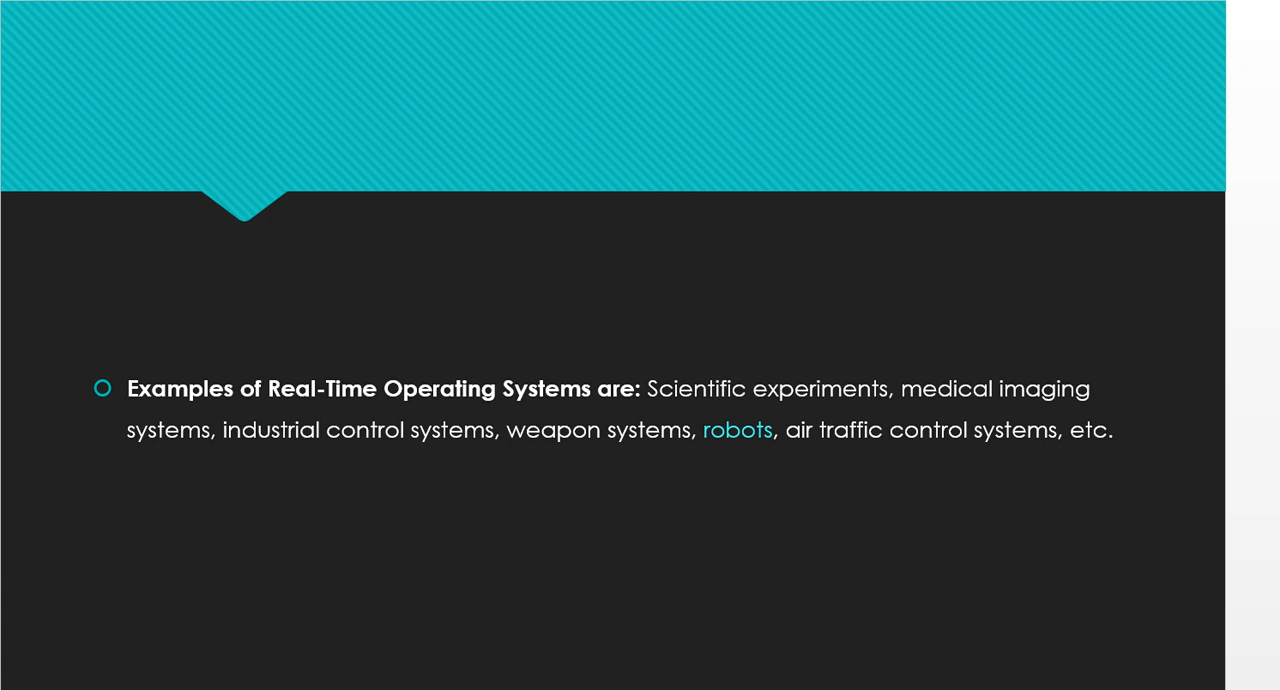 Examples of Real-Time Operating Systems are: Scientific experiments, medical imaging
systems, industrial control systems, weapon systems, robots, air traffic control systems, etc.